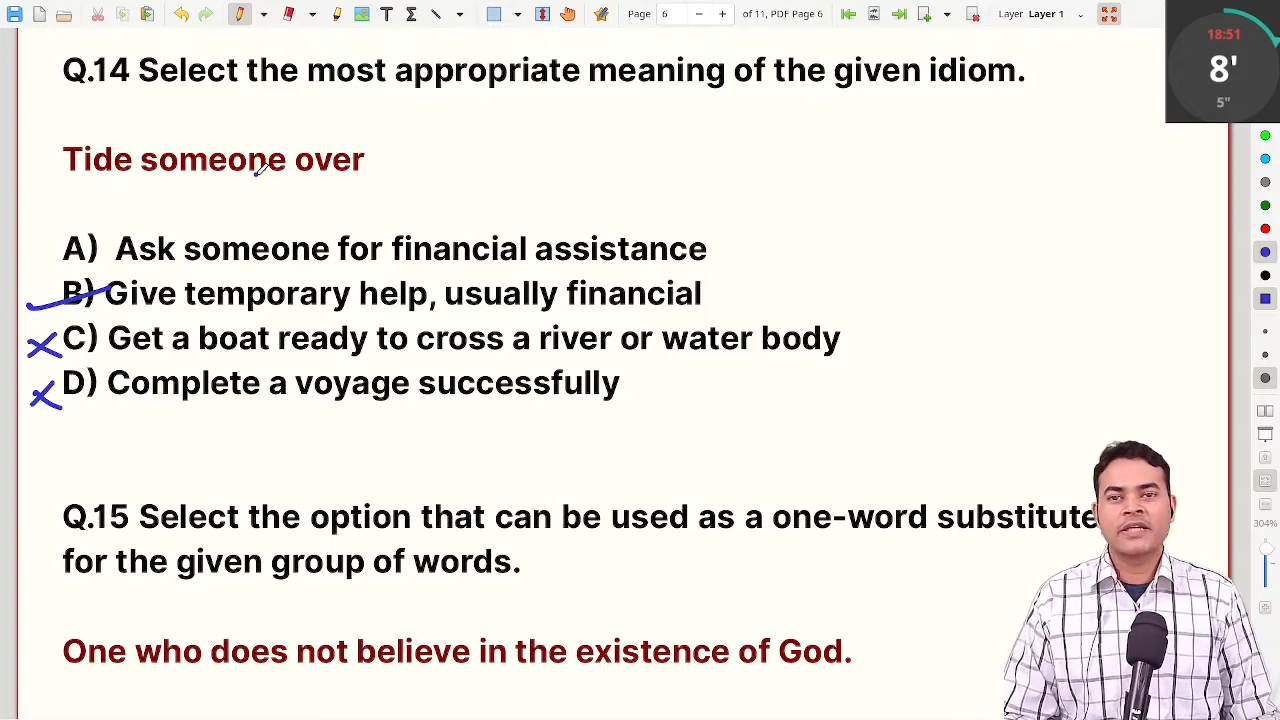 Page 6 of 11, PDF Page 6 Layer Layer 1
18:51
8'
5"
Q.14 Select the most appropriate meaning of the given idiom.
Tide someone over
A) Ask someone for financial assistance
B) Give temporary help, usually financial
C) Get a boat ready to cross a river or water body
D) Complete a voyage successfully
304%
Q.15 Select the option that can be used as a one-word substitute
for the given group of words.
One who does not believe in the existence of God.